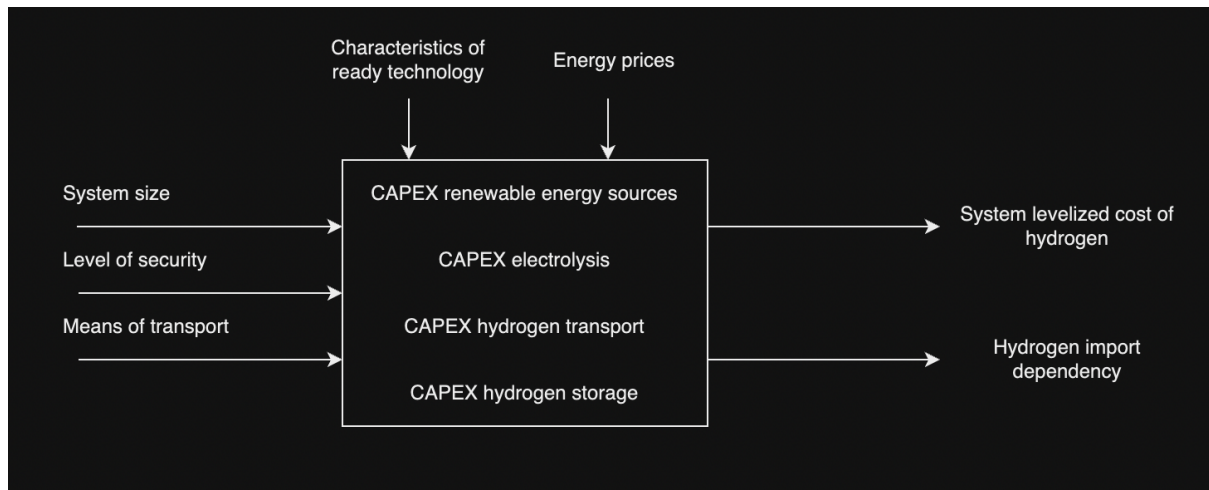 Characteristics of
ready technology
Energy prices
System size
Level of security
Means of transport
CAPEX renewable energy sources
CAPEX electrolysis
CAPEX hydrogen transport
CAPEX hydrogen storage
System levelized cost of
hydrogen
Hydrogen import
dependency